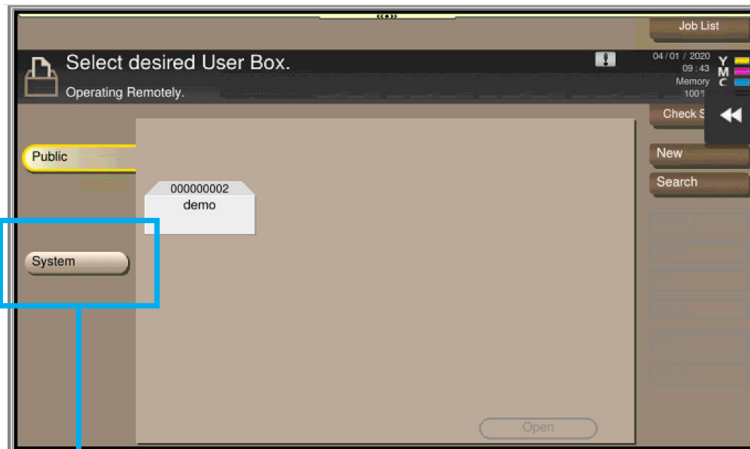 Job List
Select desired User Box.
Operating Remotely.
04/01 / 2020
09:43
Memory
100%
Y
M
C
Check S
Public
New
Search
000000002
demo
System
Open